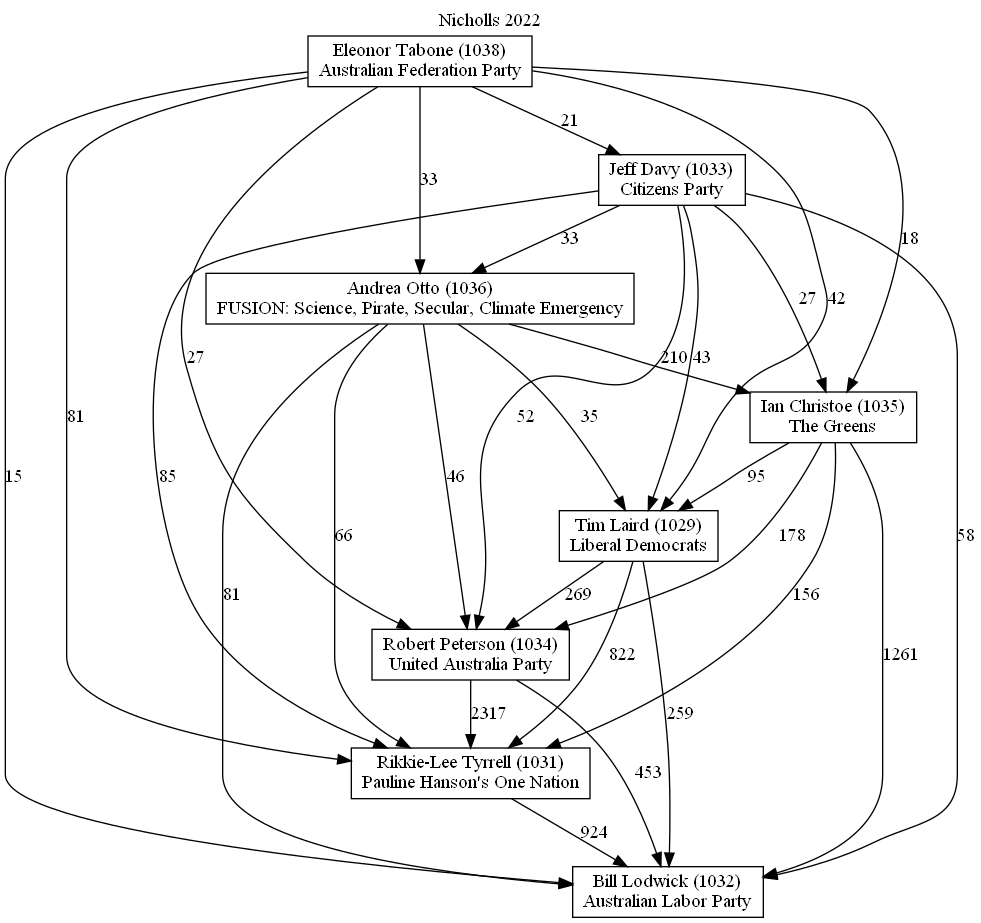 Nicholls 2022
Eleonor Tabone (1038)
Australian Federation Party
21
Jeff Davy (1033)
Citizens Party
33
33
18
Andrea Otto (1036)
FUSION: Science, Pirate, Secular, Climate Emergency
27
42
27
210
43
Ian Christoe (1035)
The Greens
81
52
35
15
85
46
95
Tim Laird (1029)
Liberal Democrats
66
178
58
81
269
156
Robert Peterson (1034)
United Australia Party
822
1261
2317
259
Rikkie-Lee Tyrrell (1031)
Pauline Hanson's One Nation
453
924
Bill Lodwick (1032)
Australian Labor Party